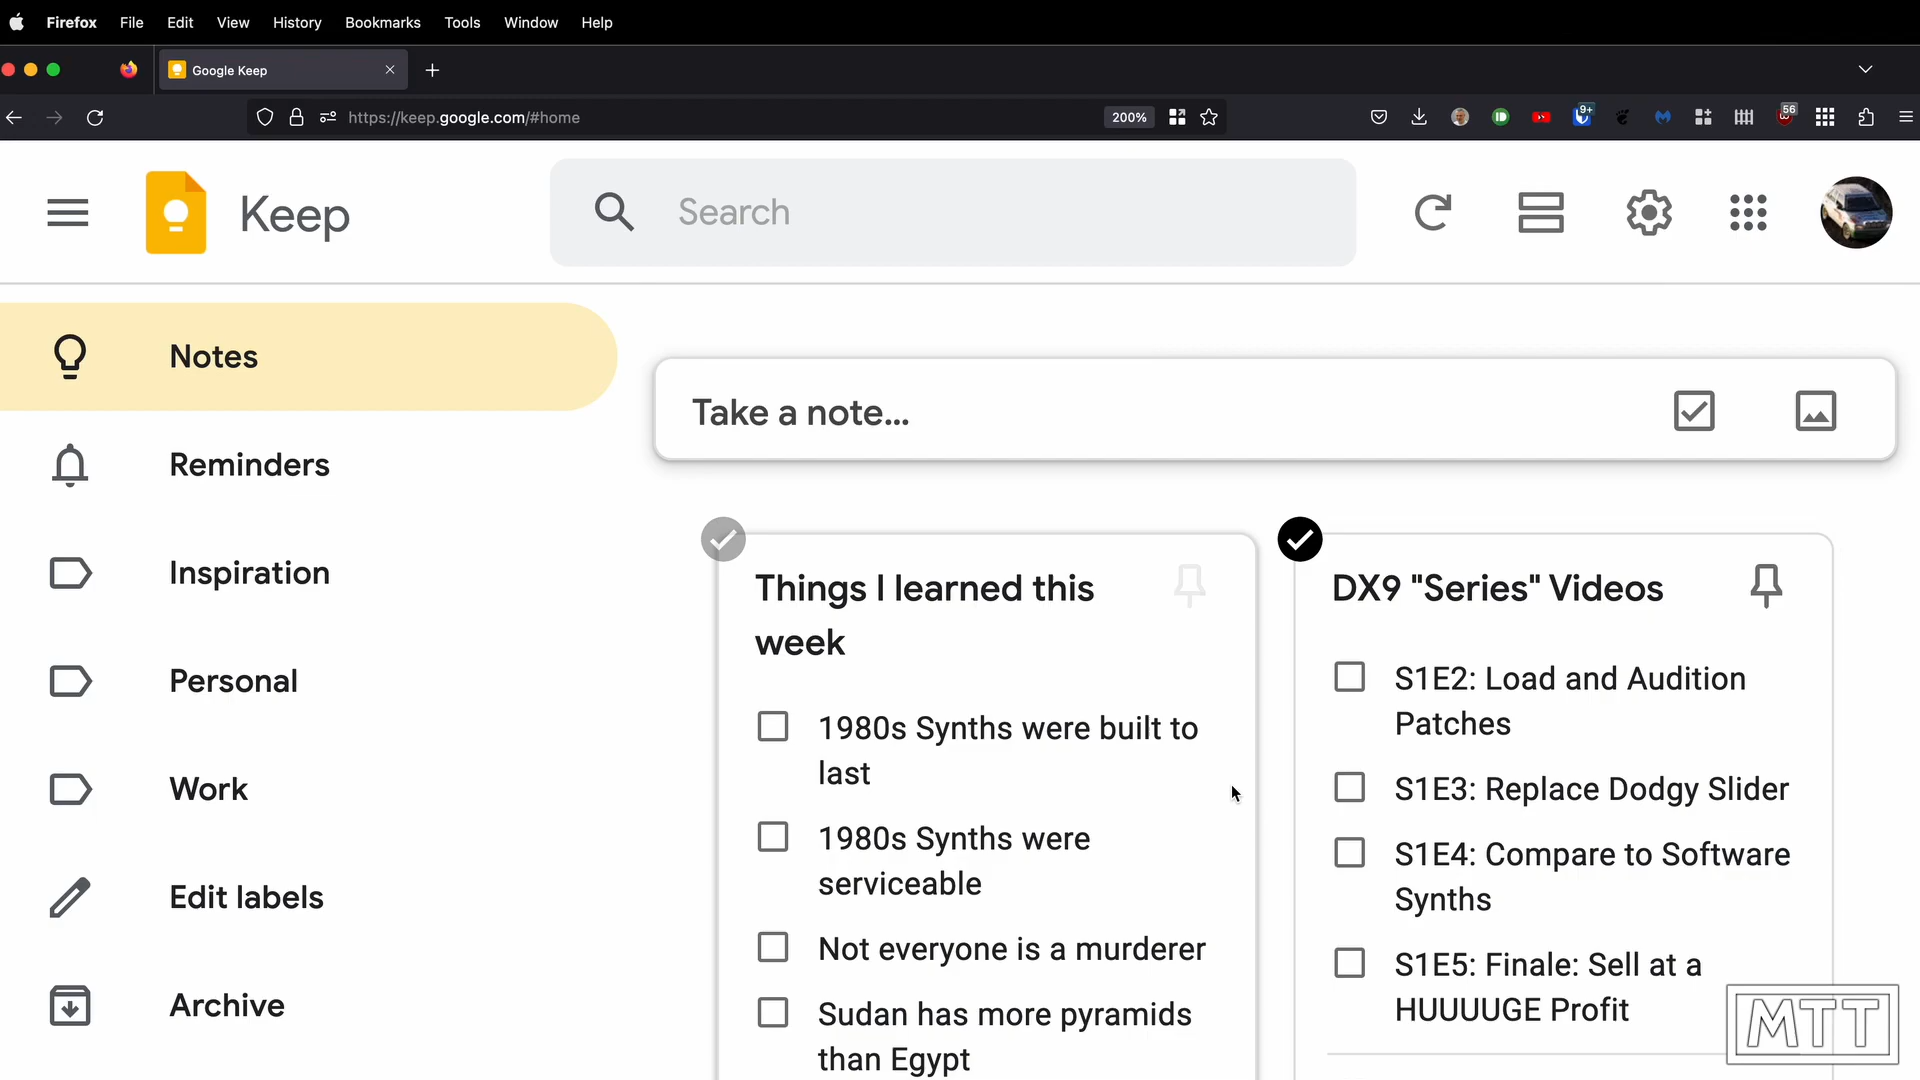 Firefox File Edit View History Bookmarks Tools Window Help
Google Keep
https://keep.google.com/#home
200%
9+
56
Keep
Search
Notes
Reminders
Inspiration
Personal
Work
Edit labels
Archive
Take a note...
Things I learned this
week
1980s Synths were built to
last
1980s Synths were
serviceable
Not everyone is a murderer
Sudan has more pyramids
than Egypt
DX9 "Series" Videos
S1E2: Load and Audition
Patches
S1E3: Replace Dodgy Slider
S1E4: Compare to Software
Synths
S1E5: Finale: Sell at a
HUUUUGE Profit
MTT